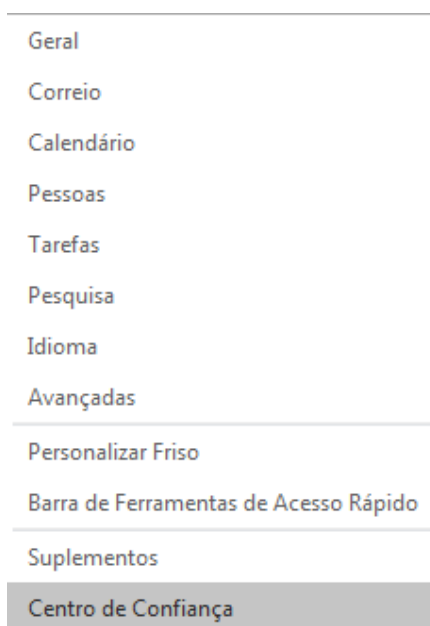 Geral
Correio
Calendário
Pessoas
Tarefas
Pesquisa
Idioma
Avançadas
Personalizar Friso
Barra de Ferramentas de Acesso Rápido
Suplementos
Centro de Confiança